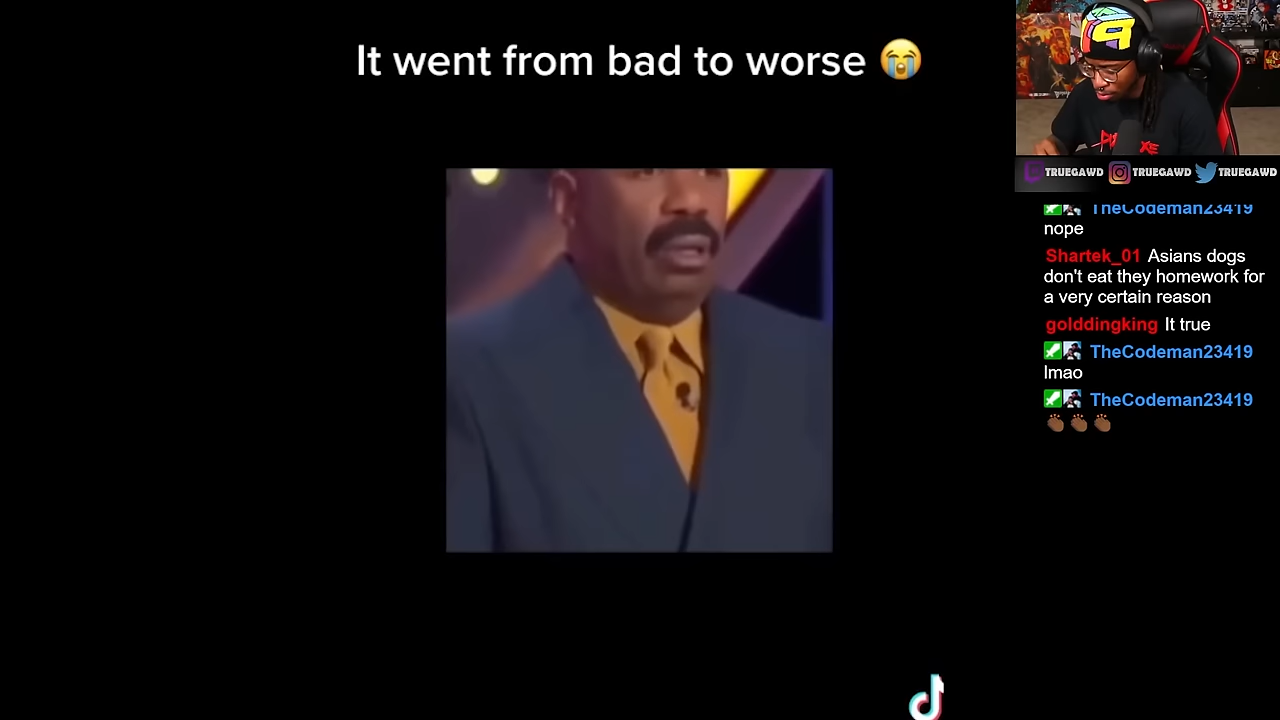 It went from bad to worse 😭
TRUEGAWD TRUEGAWD TRUEGAWD
TheCodeman23419
nope
Shartek_01 Asians dogs
don't eat they homework for
a very certain reason
golddingking It true
TheCodeman23419
lmao
TheCodeman23419
👏🏾👏🏾👏🏾